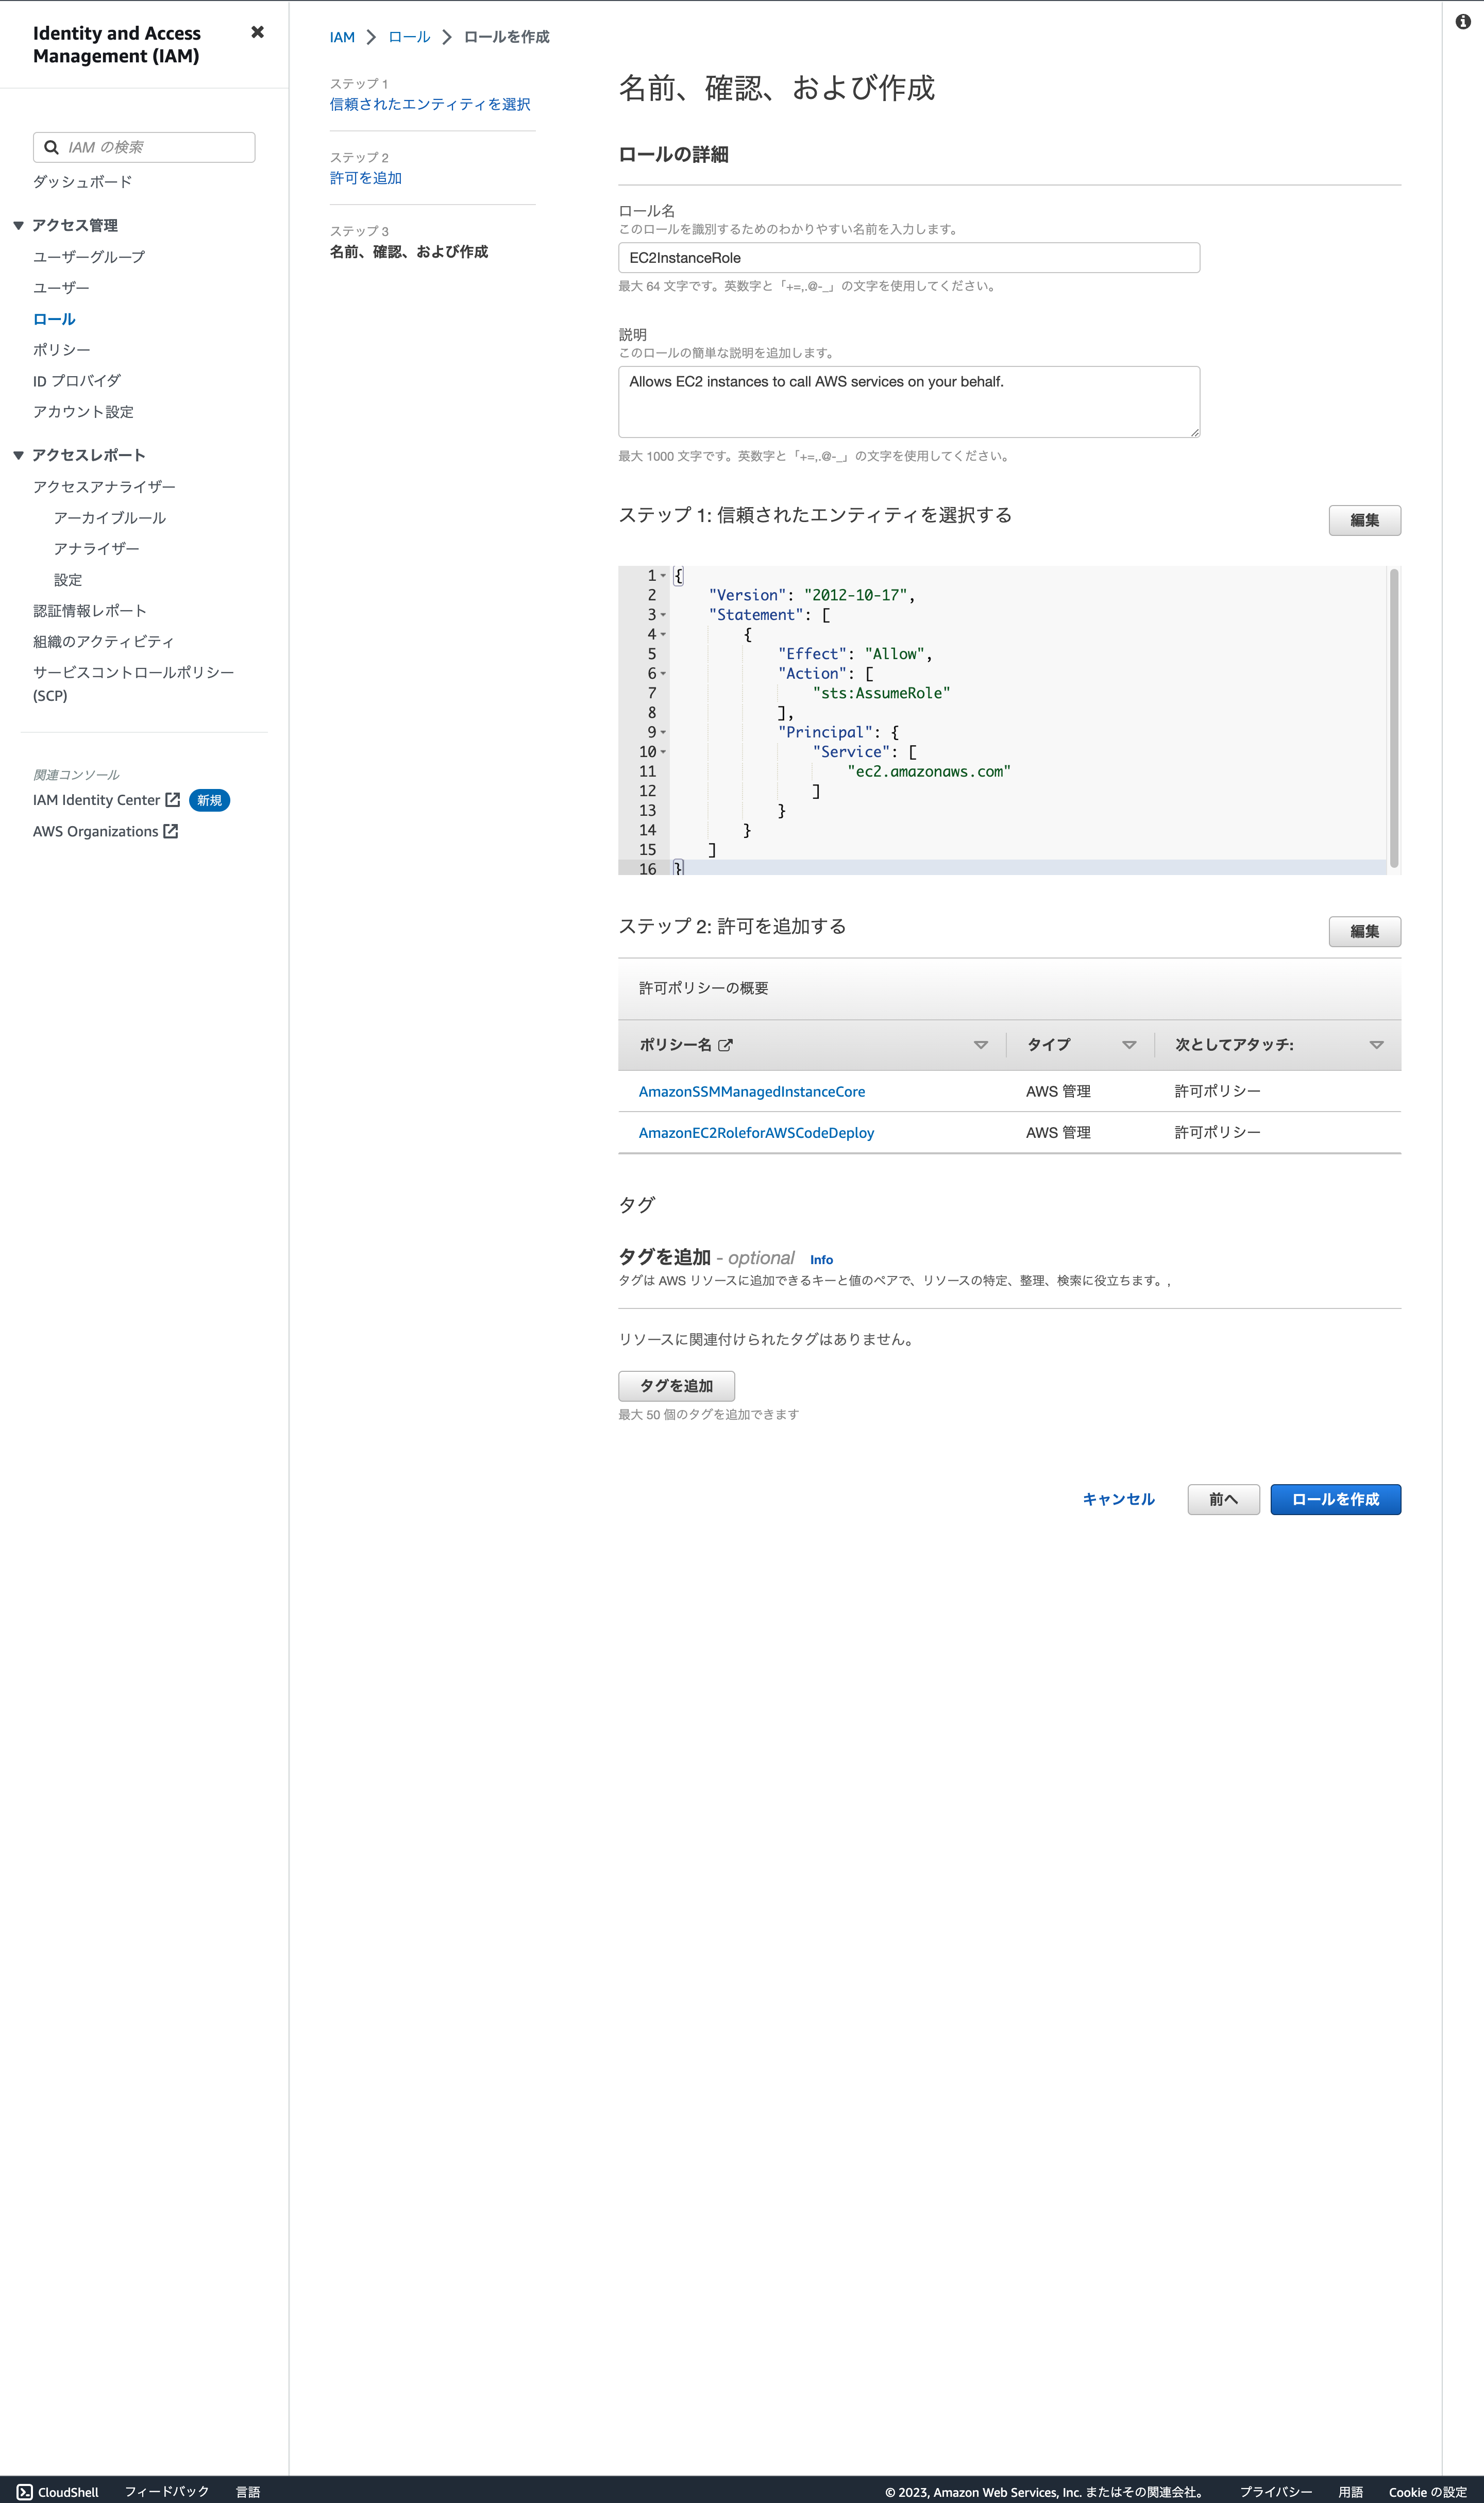 Identity and Access
Management (IAM)
IAM の検索
ダッシュボード
アクセス管理
ユーザーグループ
ユーザー
ロール
ポリシー
ID プロバイダ
アカウント設定
アクセスレポート
アクセスアナライザー
アーカイブルール
アナライザー
設定
認証情報レポート
組織のアクティビティ
サービスコントロールポリシー
(SCP)
関連コンソール
IAM Identity Center 新規
AWS Organizations
IAM ロール ロールを作成
ステップ 1
信頼されたエンティティを選択
ステップ 2
許可を追加
ステップ 3
名前、確認、および作成
名前、確認、および作成
ロールの詳細
ロール名
このロールを識別するためのわかりやすい名前を入力します。
EC2InstanceRole
最大 64 文字です。英数字と「+=,.@-_」の文字を使用してください。
説明
このロールの簡単な説明を追加します。
Allows EC2 instances to call AWS services on your behalf.
最大 1000 文字です。英数字と「+=,.@-_」の文字を使用してください。
ステップ 1: 信頼されたエンティティを選択する 編集
1 {
2 "Version": "2012-10-17",
3 "Statement": [
4 {
5 "Effect": "Allow",
6 "Action": [
7 "sts:AssumeRole"
8 ],
9 "Principal": {
10 "Service": [
11 "ec2.amazonaws.com"
12 ]
13 }
14 }
15 ]
16 }
ステップ 2: 許可を追加する 編集
許可ポリシーの概要
ポリシー名 タイプ 次としてアタッチ:
AmazonSSMManagedInstanceCore AWS 管理 許可ポリシー
AmazonEC2RoleforAWSCodeDeploy AWS 管理 許可ポリシー
タグ
タグを追加 - optional Info
タグは AWS リソースに追加できるキーと値のペアで、リソースの特定、整理、検索に役立ちます。,
リソースに関連付けられたタグはありません。
タグを追加
最大 50 個のタグを追加できます
キャンセル 前へ ロールを作成
CloudShell フィードバック 言語 © 2023, Amazon Web Services, Inc. またはその関連会社。 プライバシー 用語 Cookie の設定